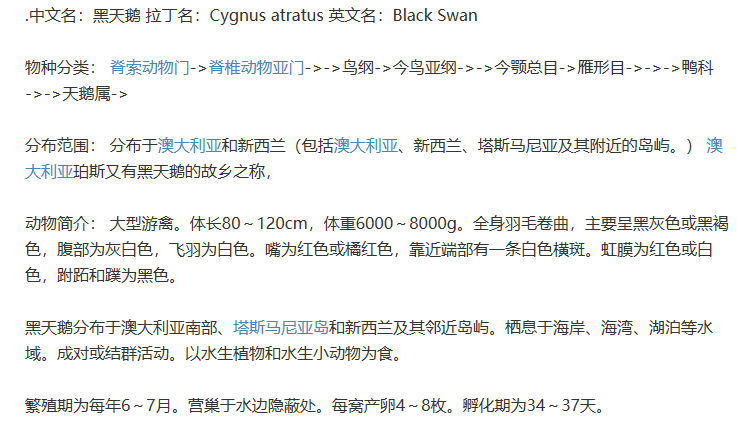 .中文名：黑天鹅 拉丁名：Cygnus atratus 英文名：Black Swan
物种分类： 脊索动物门->脊椎动物亚门->->鸟纲->今鸟亚纲->->今颚总目->雁形目->->->鸭科
->->天鹅属->
分布范围： 分布于澳大利亚和新西兰（包括澳大利亚、新西兰、塔斯马尼亚及其附近的岛屿。） 澳
大利亚珀斯又有黑天鹅的故乡之称，
动物简介： 大型游禽。体长80～120cm，体重6000～8000g。全身羽毛卷曲，主要呈黑灰色或黑褐
色，腹部为灰白色，飞羽为白色。嘴为红色或橘红色，靠近端部有一条白色横斑。虹膜为红色或白
色，跗跖和蹼为黑色。
黑天鹅分布于澳大利亚南部、塔斯马尼亚岛和新西兰及其邻近岛屿。栖息于海岸、海湾、湖泊等水
域。成对或结群活动。以水生植物和水生小动物为食。
繁殖期为每年6～7月。营巢于水边隐蔽处。每窝产卵4～8枚。孵化期为34～37天。